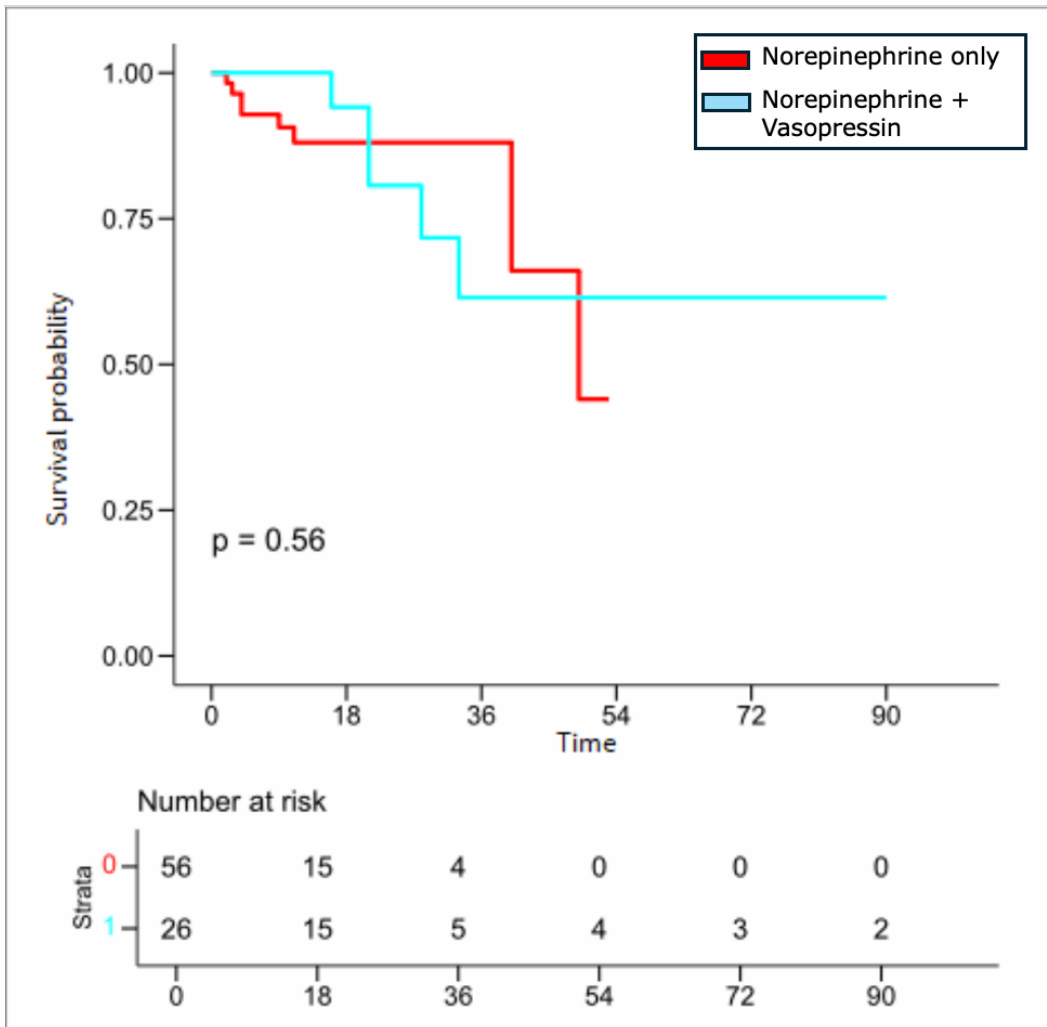 Norepinephrine only
Norepinephrine +
Vasopressin
1.00
0.75
0.50
0.25
0.00
Survival probability
p = 0.56
0 18 36 54 72 90
Time
Number at risk
Strata
0 56 15 4 0 0 0
1 26 15 5 4 3 2
0 18 36 54 72 90